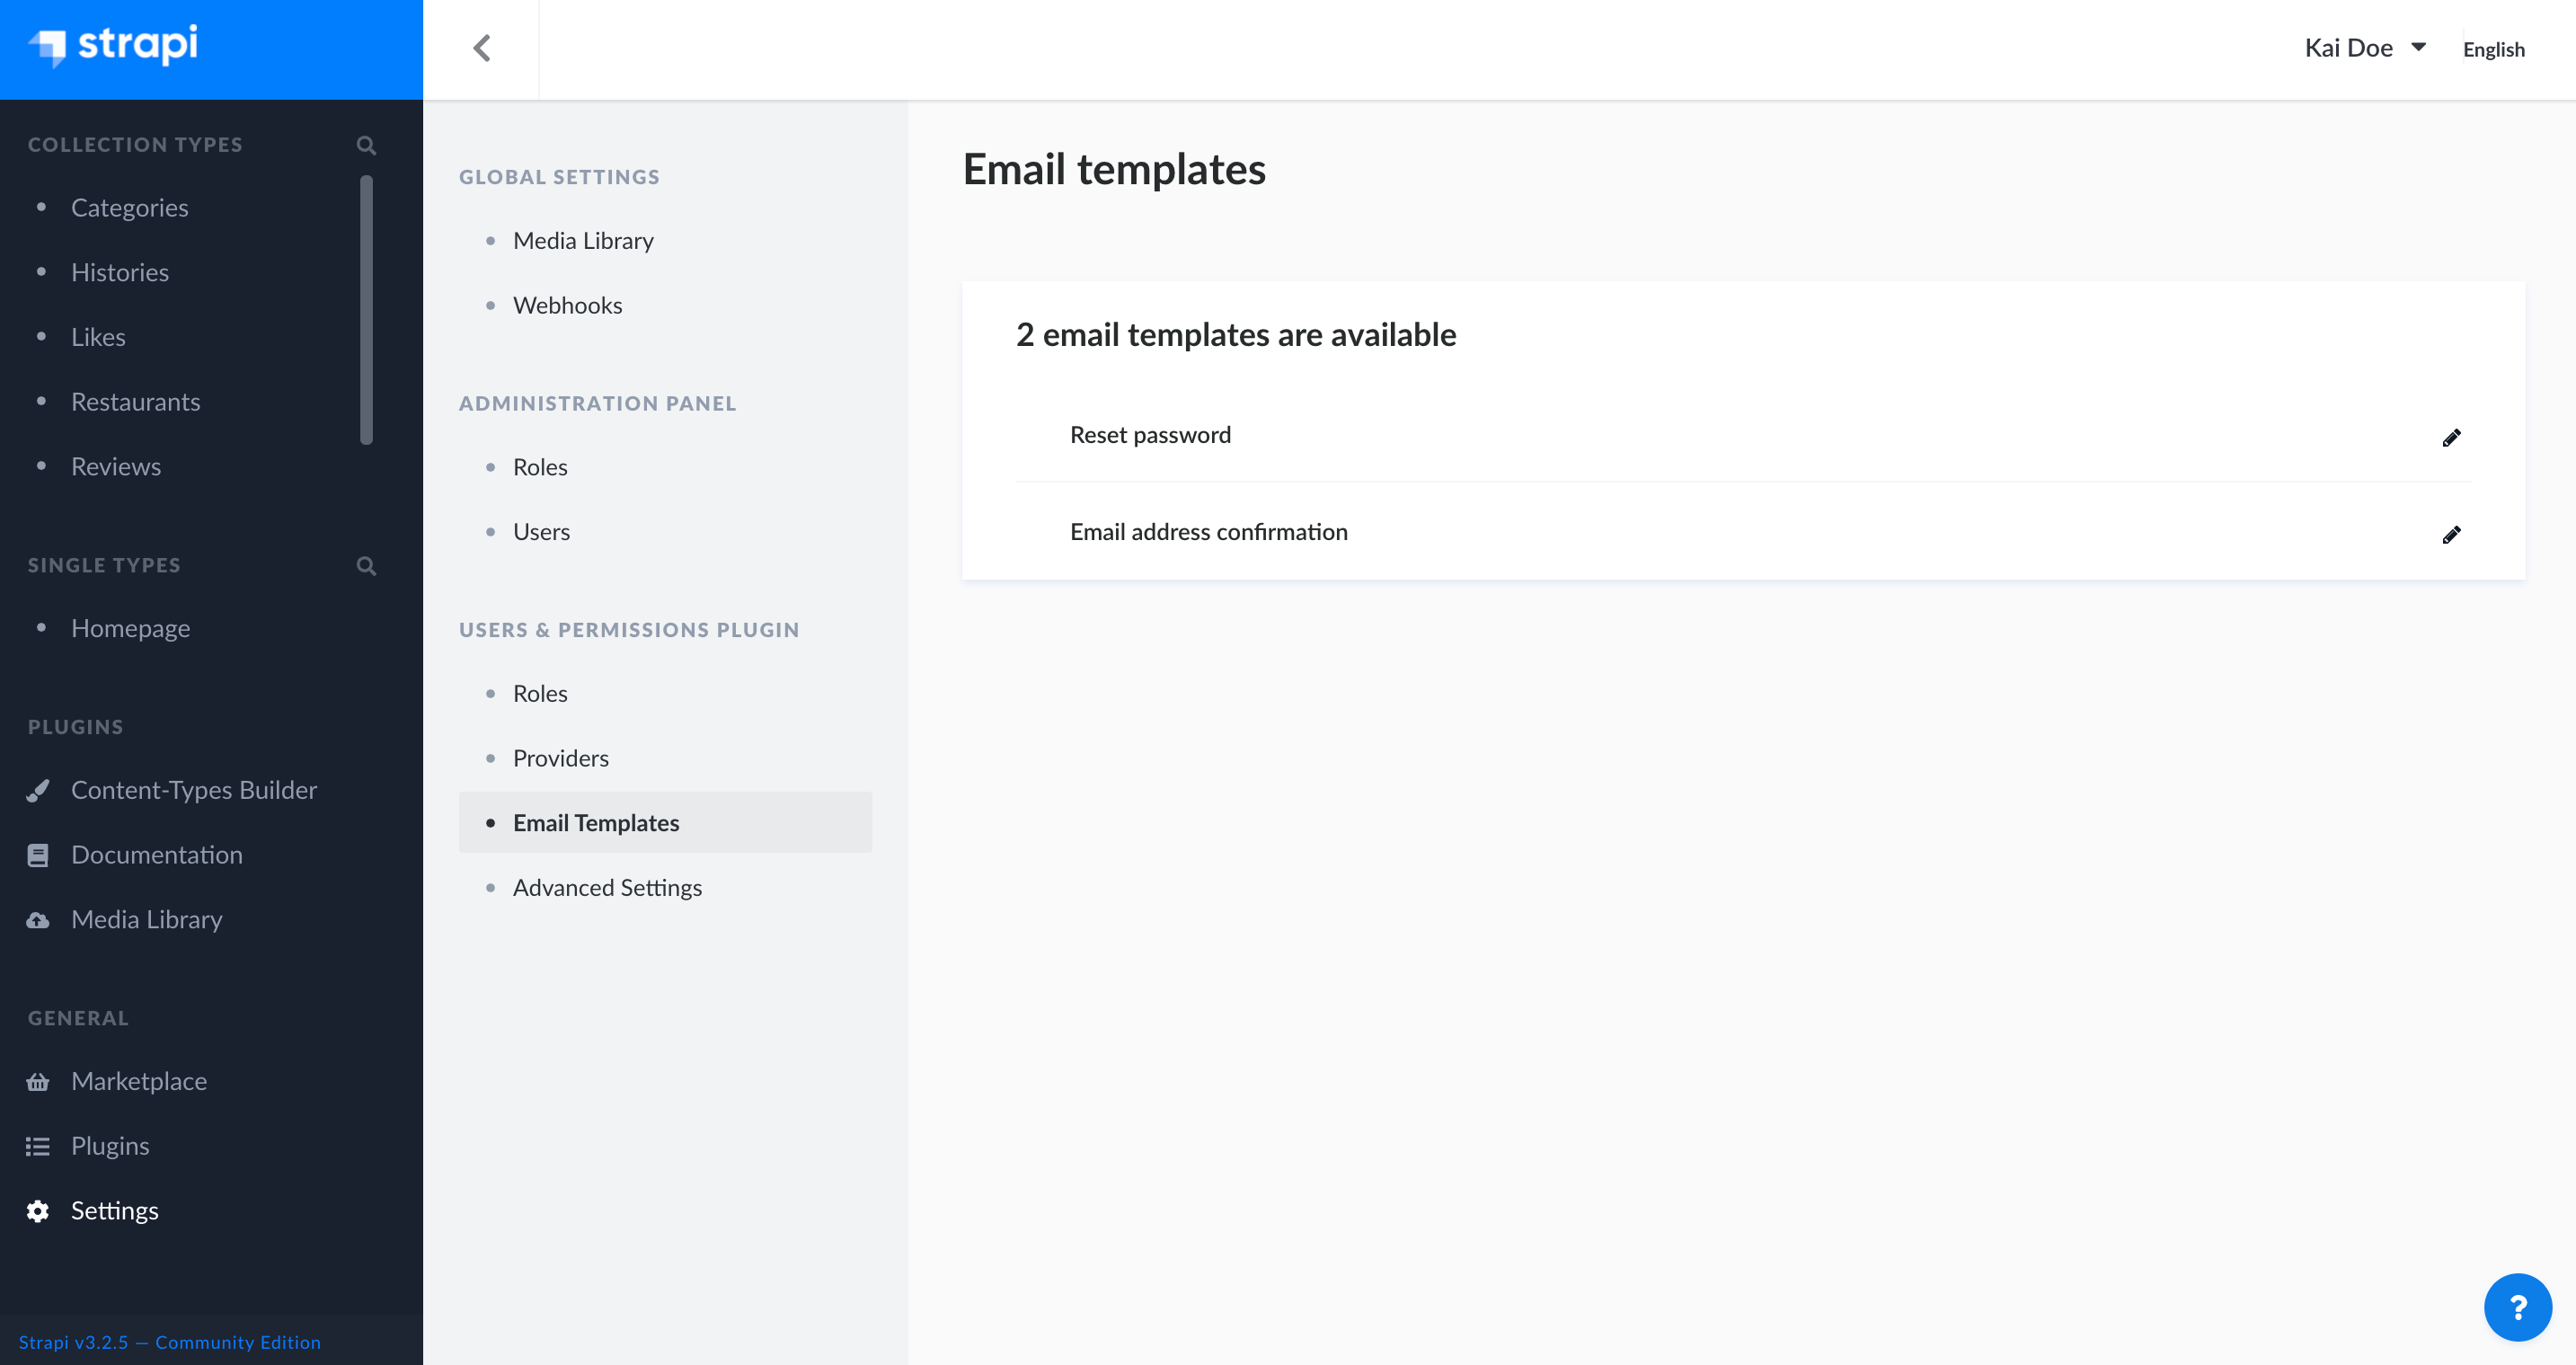 strapi
Kai Doe
English
COLLECTION TYPES
Categories
Histories
Likes
Restaurants
Reviews
SINGLE TYPES
Homepage
PLUGINS
Content-Types Builder
Documentation
Media Library
GENERAL
Marketplace
Plugins
Settings
Strapi v3.2.5 — Community Edition
GLOBAL SETTINGS
Media Library
Webhooks
ADMINISTRATION PANEL
Roles
Users
USERS & PERMISSIONS PLUGIN
Roles
Providers
Email Templates
Advanced Settings
Email templates
2 email templates are available
Reset password
Email address confirmation
?